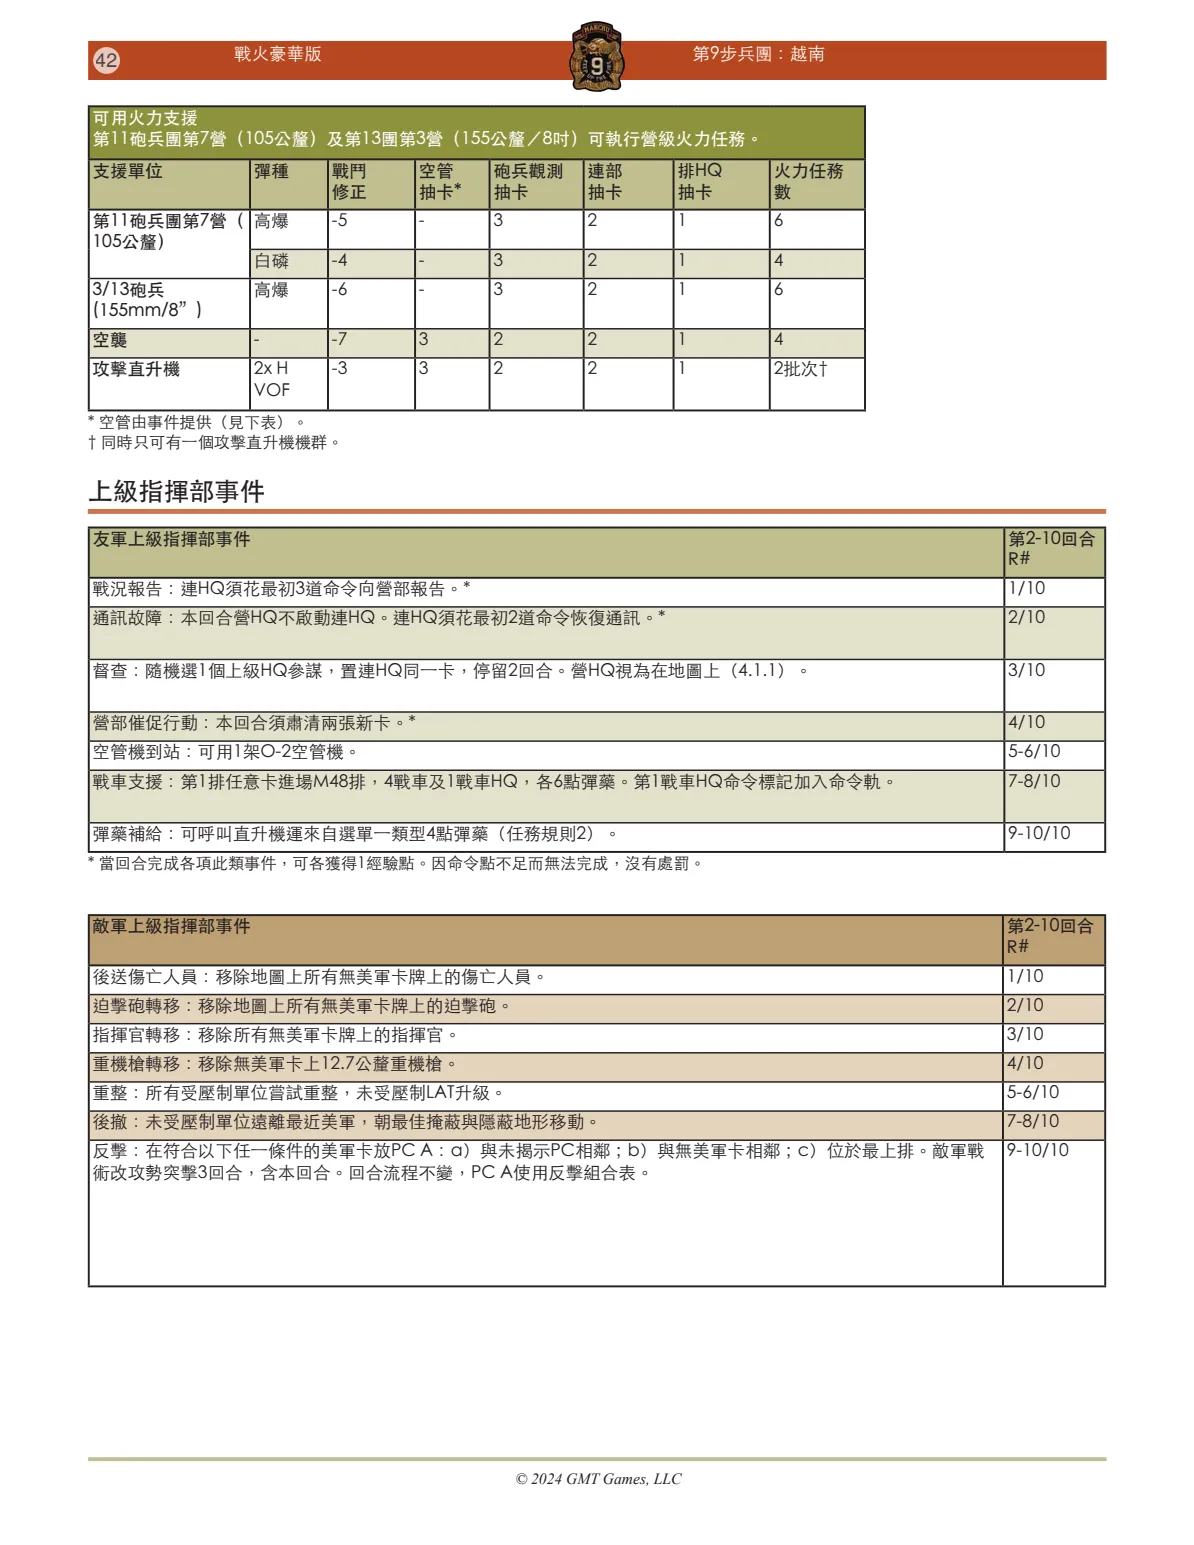 42
戰火豪華版
MANCHU
9
第9步兵團：越南
可用火力支援
第11砲兵團第7營（105公釐）及第13團第3營（155公釐／8吋）可執行營級火力任務。
支援單位 彈種 戰鬥修正 空管抽卡* 砲兵觀測抽卡 連部抽卡 排HQ抽卡 火力任務數
第11砲兵團第7營（105公釐） 高爆 -5 - 3 2 1 6
白磷 -4 - 3 2 1 4
3/13砲兵(155mm/8”) 高爆 -6 - 3 2 1 6
空襲 - -7 3 2 2 1 4
攻擊直升機 2x H VOF -3 3 2 2 1 2批次†
* 空管由事件提供（見下表）。
† 同時只可有一個攻擊直升機機群。
上級指揮部事件
友軍上級指揮部事件 第2-10回合 R#
戰況報告：連HQ須花最初3道命令向營部報告。* 1/10
通訊故障：本回合營HQ不啟動連HQ。連HQ須花最初2道命令恢復通訊。* 2/10
督查：隨機選1個上級HQ參謀，置連HQ同一卡，停留2回合。營HQ視為在地圖上（4.1.1）。 3/10
營部催促行動：本回合須肅清兩張新卡。* 4/10
空管機到站：可用1架O-2空管機。 5-6/10
戰車支援：第1排任意卡進場M48排，4戰車及1戰車HQ，各6點彈藥。第1戰車HQ命令標記加入命令軌。 7-8/10
彈藥補給：可呼叫直升機運來自選單一類型4點彈藥（任務規則2）。 9-10/10
* 當回合完成各項此類事件，可各獲得1經驗點。因命令點不足而無法完成，沒有處罰。
敵軍上級指揮部事件 第2-10回合 R#
後送傷亡人員：移除地圖上所有無美軍卡牌上的傷亡人員。 1/10
迫擊砲轉移：移除地圖上所有無美軍卡牌上的迫擊砲。 2/10
指揮官轉移：移除所有無美軍卡牌上的指揮官。 3/10
重機槍轉移：移除無美軍卡上12.7公釐重機槍。 4/10
重整：所有受壓制單位嘗試重整，未受壓制LAT升級。 5-6/10
後撤：未受壓制單位遠離最近美軍，朝最佳掩蔽與隱蔽地形移動。 7-8/10
反擊：在符合以下任一條件的美軍卡放PC A：a）與未揭示PC相鄰；b）與無美軍卡相鄰；c）位於最上排。敵軍戰 9-10/10
術改攻勢突擊3回合，含本回合。回合流程不變，PC A使用反擊組合表。
© 2024 GMT Games, LLC